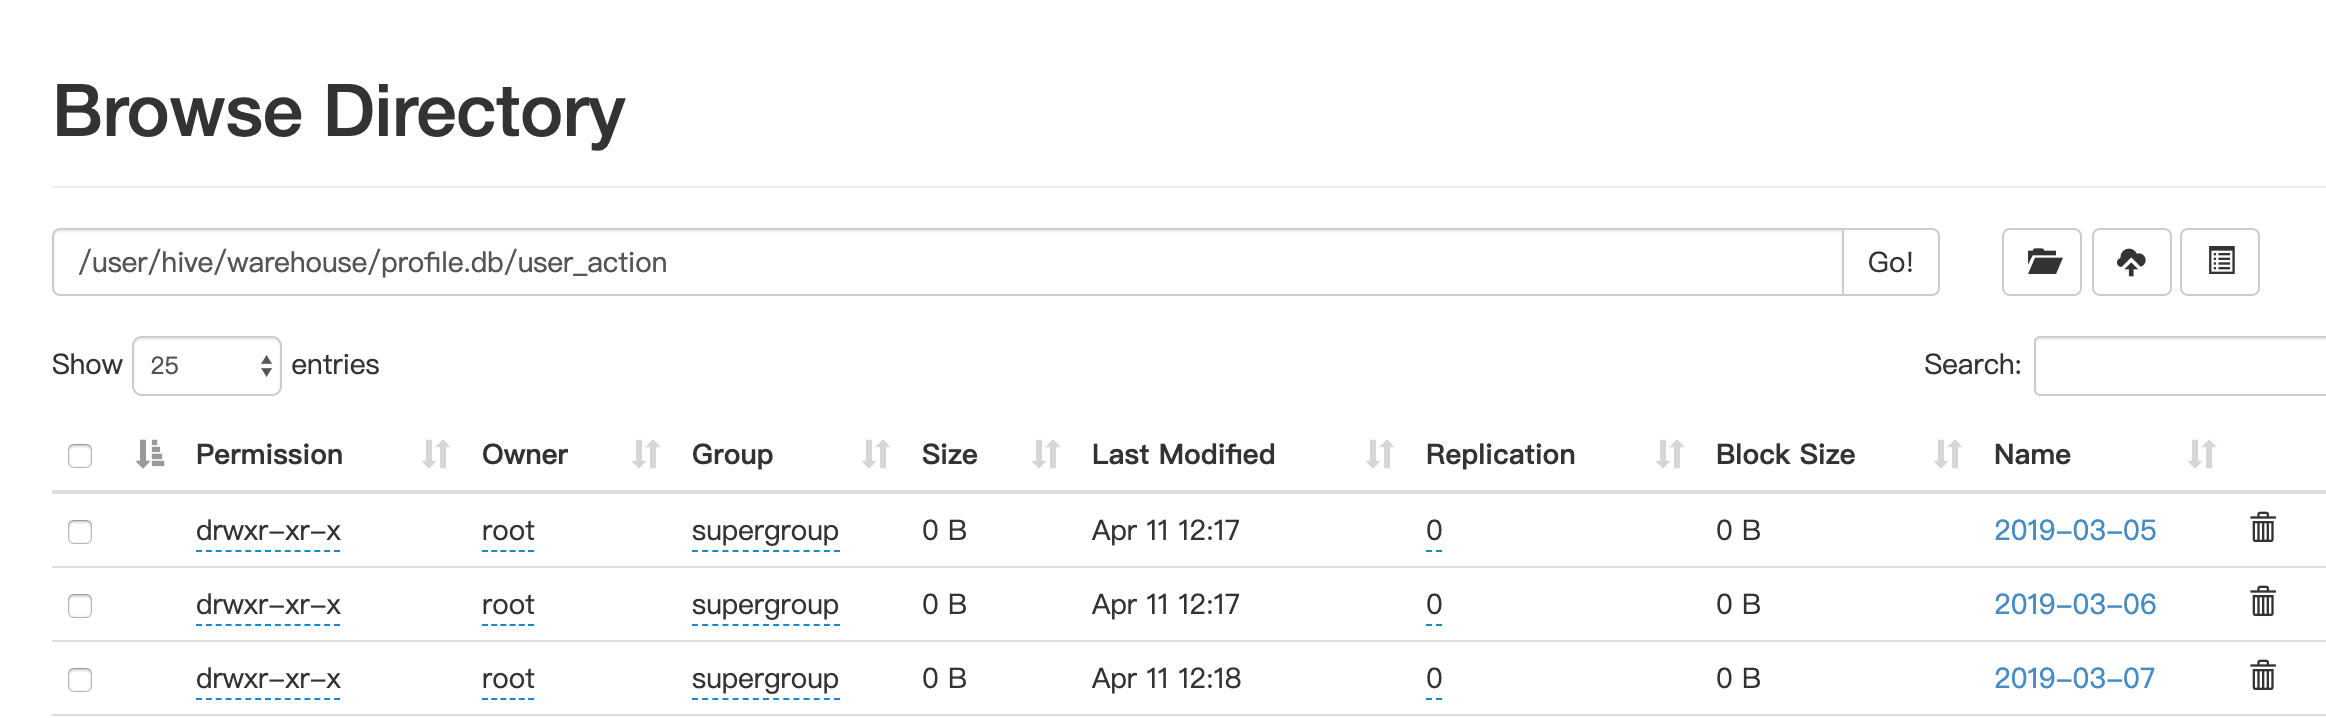 Browse Directory
/user/hive/warehouse/profile.db/user_action Go!
Show 25 entries Search:
Permission Owner Group Size Last Modified Replication Block Size Name
drwxr-xr-x root supergroup 0 B Apr 11 12:17 0 0 B 2019-03-05
drwxr-xr-x root supergroup 0 B Apr 11 12:17 0 0 B 2019-03-06
drwxr-xr-x root supergroup 0 B Apr 11 12:18 0 0 B 2019-03-07